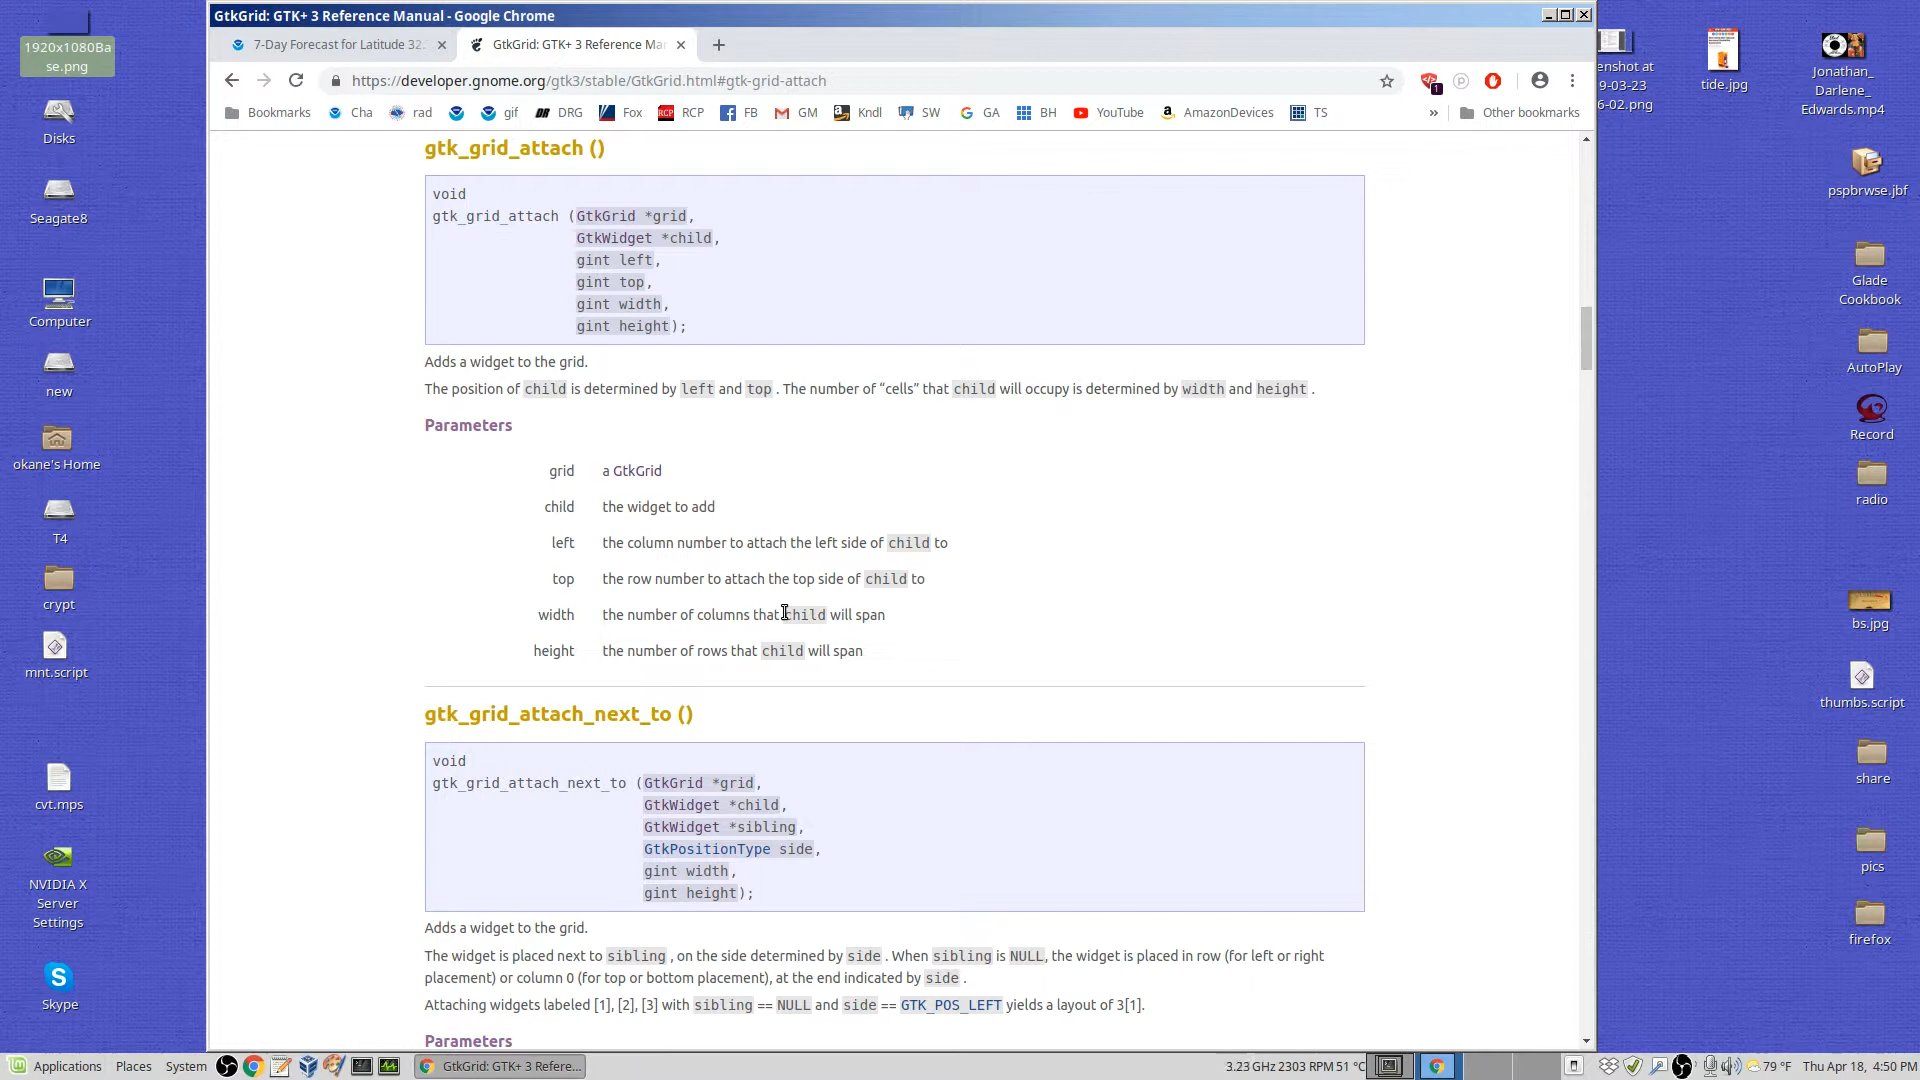 GtkGrid: GTK+ 3 Reference Manual - Google Chrome
7-Day Forecast for Latitude 32.
GtkGrid: GTK+ 3 Reference Mar
https://developer.gnome.org/gtk3/stable/GtkGrid.html#gtk-grid-attach
1
Bookmarks Cha rad gif DRG Fox RCP FB GM Kndl SW GA BH YouTube AmazonDevices TS » Other bookmarks
gtk_grid_attach ()
void
gtk_grid_attach (GtkGrid *grid,
GtkWidget *child,
gint left,
gint top,
gint width,
gint height);
Adds a widget to the grid.
The position of child is determined by left and top . The number of “cells” that child will occupy is determined by width and height .
Parameters
grid a GtkGrid
child the widget to add
left the column number to attach the left side of child to
top the row number to attach the top side of child to
width the number of columns that child will span
height the number of rows that child will span
gtk_grid_attach_next_to ()
void
gtk_grid_attach_next_to (GtkGrid *grid,
GtkWidget *child,
GtkWidget *sibling,
GtkPositionType side,
gint width,
gint height);
Adds a widget to the grid.
The widget is placed next to sibling , on the side determined by side . When sibling is NULL, the widget is placed in row (for left or right
placement) or column 0 (for top or bottom placement), at the end indicated by side .
Attaching widgets labeled [1], [2], [3] with sibling == NULL and side == GTK_POS_LEFT yields a layout of 3[1].
Parameters
1920x1080Ba
se.png
Disks
Seagate8
Computer
new
okane's Home
T4
crypt
mnt.script
cvt.mps
NVIDIA X
Server
Settings
Skype
enshot at
9-03-23
6-02.png
tide.jpg
Jonathan_
Darlene_
Edwards.mp4
pspbrwse.jbf
Glade
Cookbook
AutoPlay
Record
radio
bs.jpg
thumbs.script
share
pics
firefox
Applications Places System
GtkGrid: GTK+ 3 Refere...
3.23 GHz 2303 RPM 51 °C
79 °F Thu Apr 18, 4:50 PM